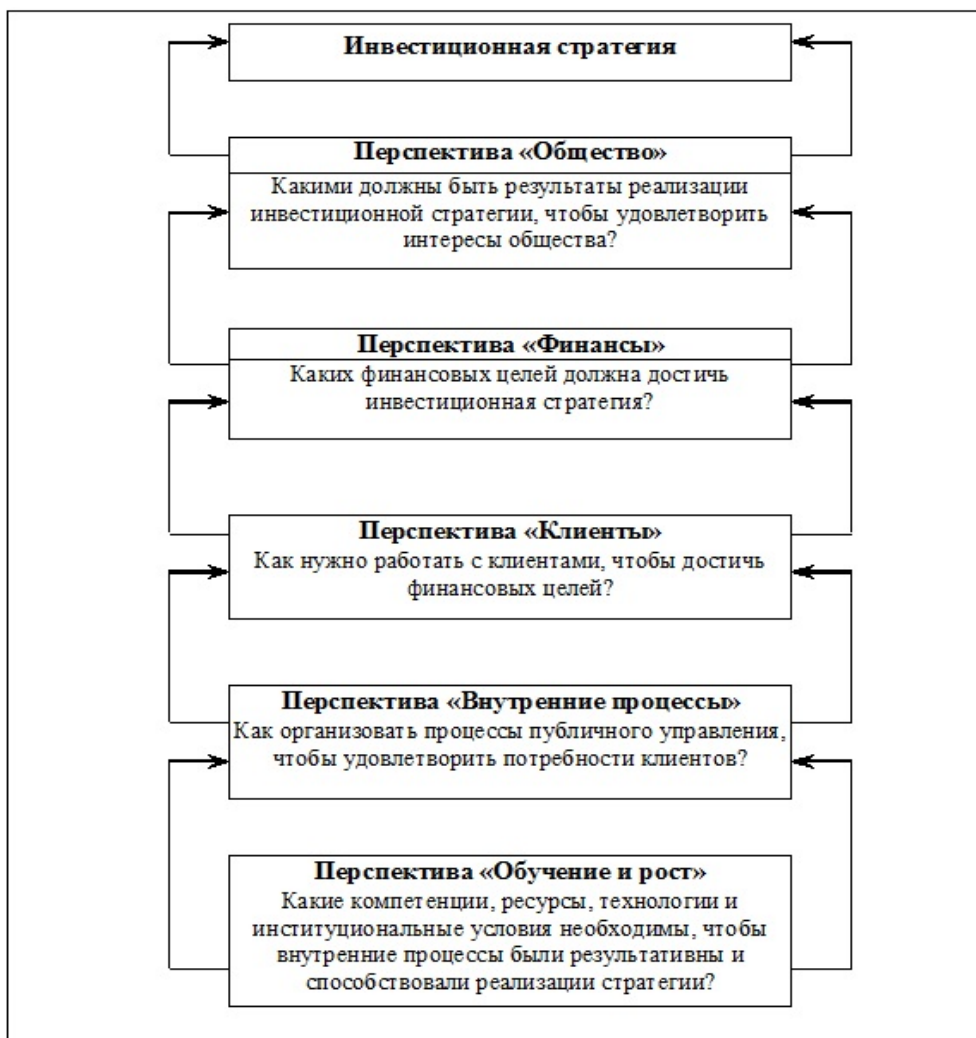 Инвестиционная стратегия
Перспектива «Общество»
Какими должны быть результаты реализации
инвестиционной стратегии, чтобы удовлетворить
интересы общества?
Перспектива «Финансы»
Каких финансовых целей должна достичь
инвестиционная стратегия?
Перспектива «Клиенты»
Как нужно работать с клиентами, чтобы достичь
финансовых целей?
Перспектива «Внутренние процессы»
Как организовать процессы публичного управления,
чтобы удовлетворить потребности клиентов?
Перспектива «Обучение и рост»
Какие компетенции, ресурсы, технологии и
институциональные условия необходимы, чтобы
внутренние процессы были результативны и
способствовали реализации стратегии?